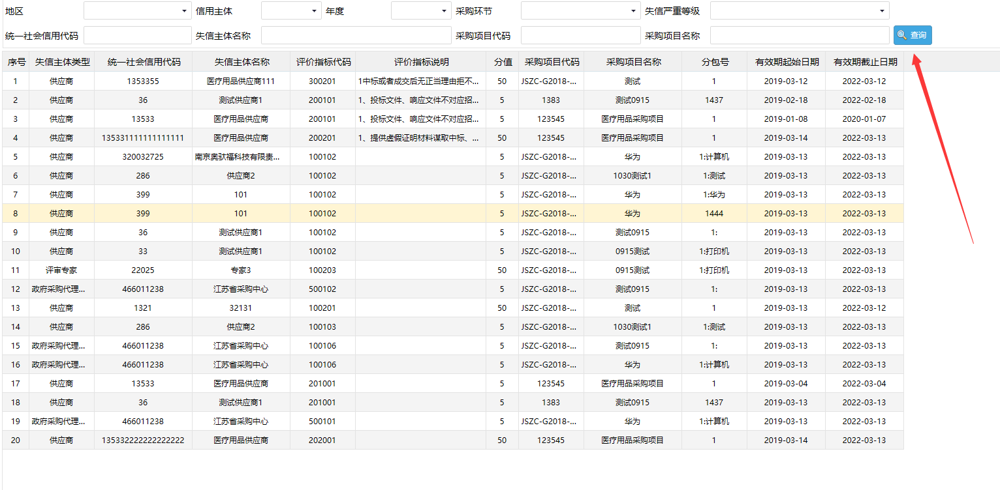 地区 信用主体 年度 采购环节 失信严重等级
统一社会信用代码 失信主体名称 采购项目代码 采购项目名称 查询
序号 失信主体类型 统一社会信用代码 失信主体名称 评价指标代码 评价指标说明 分值 采购项目代码 采购项目名称 分包号 有效期起始日期 有效期截止日期
1 供应商 1353355 医疗用品供应商111 300201 1中标或者成交后无正当理由拒不... 50 JSZC-G2018-... 测试 1 2019-03-12 2022-03-12
2 供应商 36 测试供应商1 200101 1、投标文件、响应文件不对应招... 5 1383 测试0915 1437 2019-02-18 2022-02-18
3 供应商 13533 医疗用品供应商 200101 1、投标文件、响应文件不对应招... 5 123545 医疗用品采购项目 1 2019-01-08 2020-01-07
4 供应商 135331111111111111 医疗用品供应商 200201 1、提供虚假证明材料谋取中标、... 50 123545 医疗用品采购项目 1 2019-03-14 2022-03-13
5 供应商 320032725 南京奥驮福科技有限责... 100102 5 JSZC-G2018-... 华为 1:计算机 2019-03-13 2022-03-13
6 供应商 286 供应商2 100102 5 JSZC-G2018-... 1030测试1 1:测试 2019-03-13 2022-03-13
7 供应商 399 101 100102 5 JSZC-G2018-... 华为 1:华为 2019-03-13 2022-03-13
8 供应商 399 101 100102 5 JSZC-G2018-... 华为 1444 2019-03-13 2022-03-13
9 供应商 36 测试供应商1 100102 5 JSZC-G2018-... 测试0915 1: 2019-03-13 2022-03-13
10 供应商 33 测试供应商1 100102 5 JSZC-G2018-... 0915测试 1:打印机 2019-03-13 2022-03-13
11 评审专家 22025 专家3 100203 50 JSZC-G2018-... 0915测试 1:打印机 2019-03-13 2022-03-13
12 政府采购代理... 466011238 江苏省采购中心 500102 5 JSZC-G2018-... 测试0915 1: 2019-03-13 2022-03-13
13 供应商 1321 32131 100201 50 JSZC-G2018-... 测试 1 2019-03-13 2022-03-12
14 供应商 286 供应商2 100103 5 JSZC-G2018-... 1030测试1 1:测试 2019-03-13 2022-03-13
15 政府采购代理... 466011238 江苏省采购中心 100106 5 JSZC-G2018-... 测试0915 1: 2019-03-13 2022-03-13
16 政府采购代理... 466011238 江苏省采购中心 100106 5 JSZC-G2018-... 华为 1:计算机 2019-03-13 2022-03-13
17 供应商 13533 医疗用品供应商 201001 5 123545 医疗用品采购项目 1 2019-03-04 2022-03-04
18 供应商 36 测试供应商1 201001 5 1383 测试0915 1437 2019-03-13 2022-03-13
19 政府采购代理... 466011238 江苏省采购中心 500101 5 JSZC-G2018-... 华为 1:计算机 2019-03-13 2022-03-13
20 供应商 135332222222222222 医疗用品供应商 202001 50 123545 医疗用品采购项目 1 2019-03-14 2022-03-13